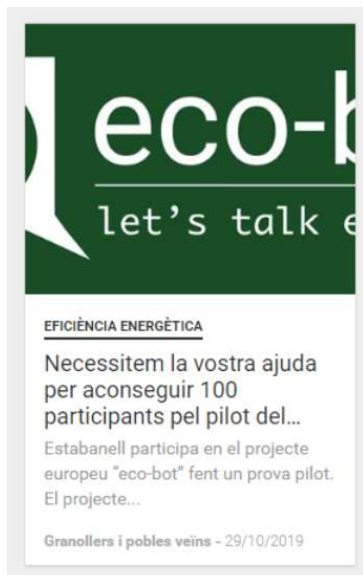 eco-b
let's talk e
EFICIÈNCIA ENERGÈTICA
Necessitem la vostra ajuda
per aconseguir 100
participants pel pilot del...
Estabanell participa en el projecte
europeu "eco-bot" fent un prova pilot.
El projecte...
Granollers i pobles veïns - 29/10/2019